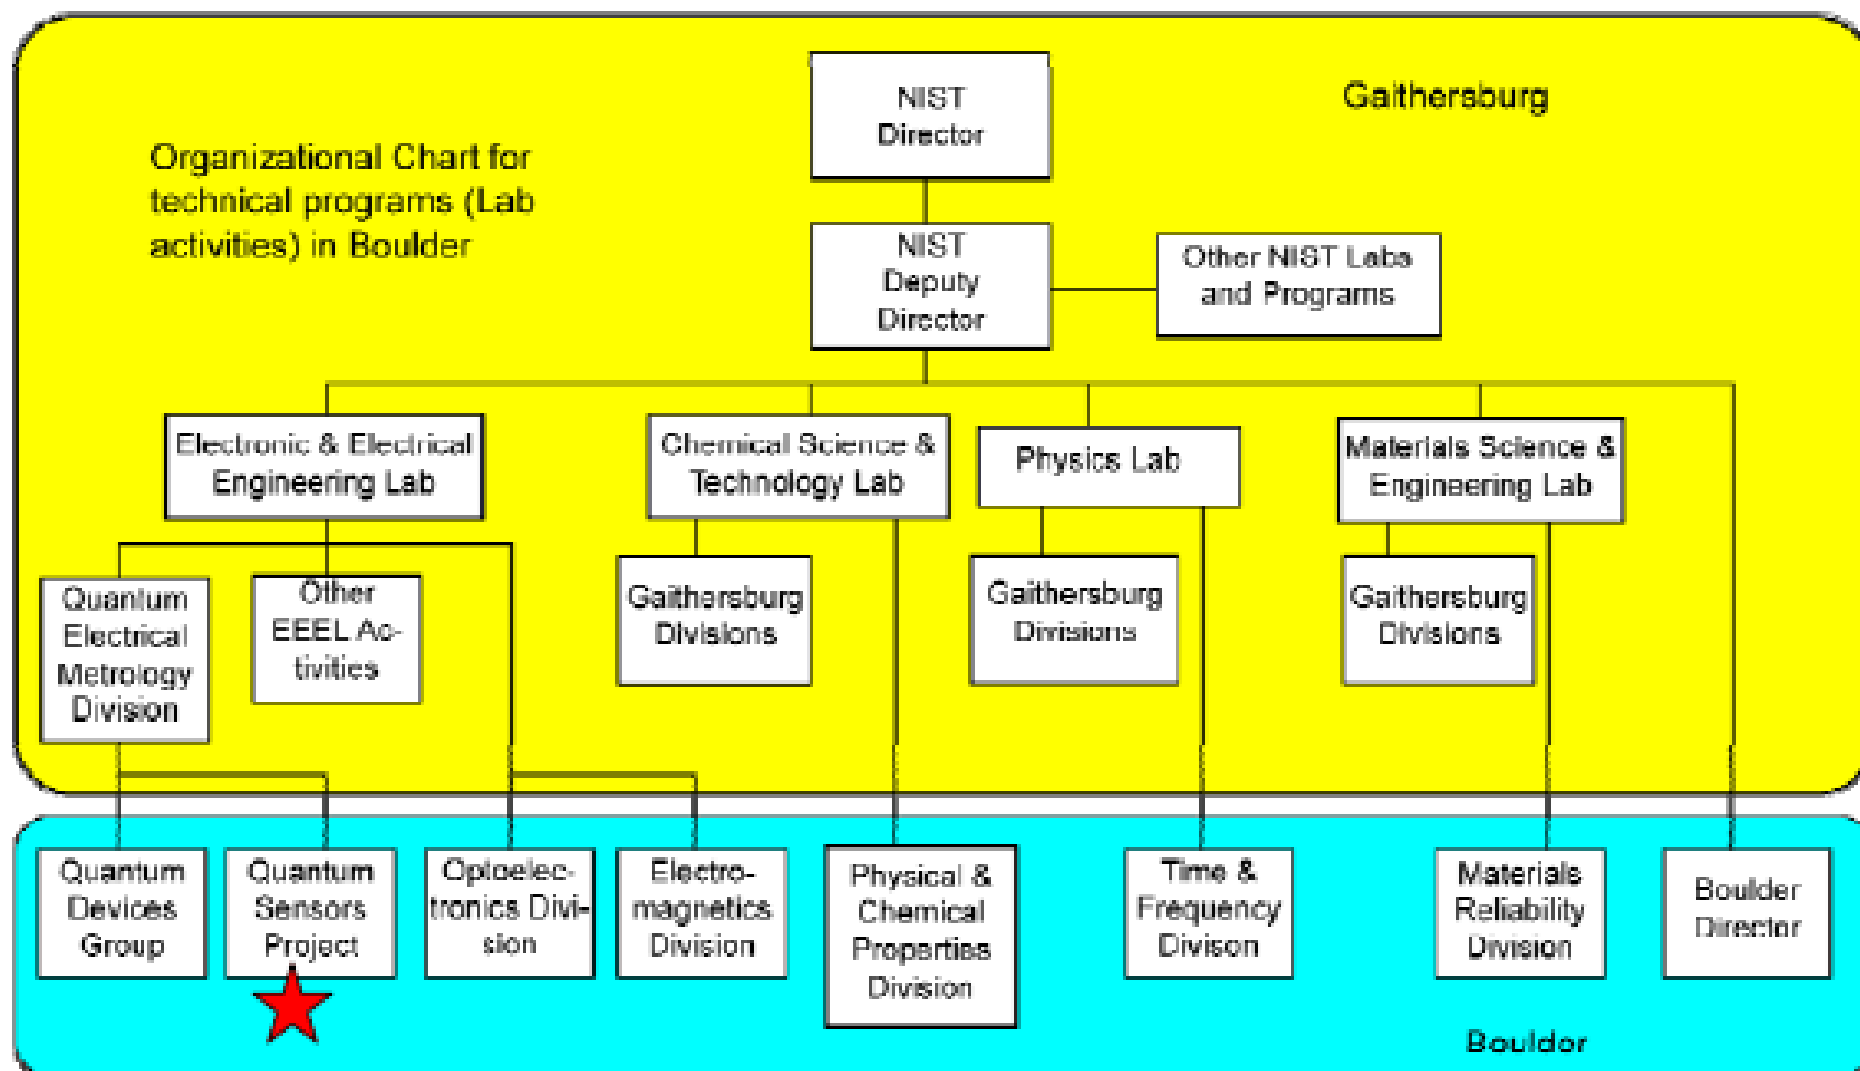 NIST
Director
Gaithersburg
Organizational Chart for
technical programs (Lab
activities) in Boulder
NIST
Deputy
Director
Other NIST Labs
and Programs
Electronic & Electrical
Engineering Lab
Chemical Science &
Technology Lab
Physics Lab
Materials Science &
Engineering Lab
Quantum
Electrical
Metrology
Division
Other
EEEL Ac-
tivities
Gaithersburg
Divisions
Gaithersburg
Divisions
Gaithersburg
Divisions
Quantum
Devices
Group
Quantum
Sensors
Project
Optoelec-
tronics Divi-
sion
Electro-
magnetics
Division
Physical &
Chemical
Properties
Division
Time &
Frequency
Divison
Materials
Reliability
Division
Boulder
Director
Boulder